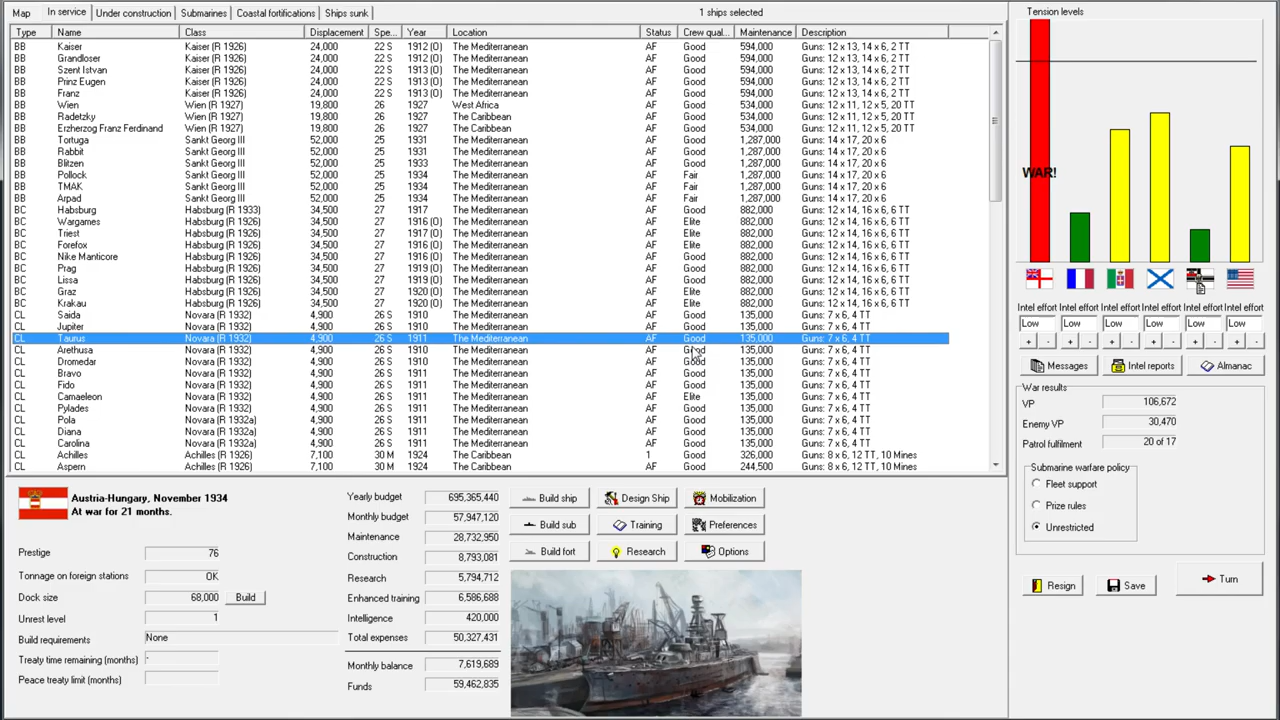 Map In service Under construction Submarines Coastal fortifications Ships sunk 1 ships selected
Type Name Class Displacement Spe... Year Location Status Crew qual... Maintenance Description
BB Kaiser Kaiser (R 1926) 24,000 22 S 1912 (O) The Mediterranean AF Good 594,000 Guns: 12 x 13, 14 x 6, 2 TT
BB Grandloser Kaiser (R 1926) 24,000 22 S 1912 (O) The Mediterranean AF Good 594,000 Guns: 12 x 13, 14 x 6, 2 TT
BB Szent Istvan Kaiser (R 1926) 24,000 22 S 1913 (O) The Mediterranean AF Good 594,000 Guns: 12 x 13, 14 x 6, 2 TT
BB Prinz Eugen Kaiser (R 1926) 24,000 22 S 1913 (O) The Mediterranean AF Good 594,000 Guns: 12 x 13, 14 x 6, 2 TT
BB Franz Kaiser (R 1926) 24,000 22 S 1913 (O) The Mediterranean AF Good 594,000 Guns: 12 x 13, 14 x 6, 2 TT
BB Wien Wien (R 1927) 19,800 26 1927 West Africa AF Good 534,000 Guns: 12 x 11, 12 x 5, 20 TT
BB Radetzky Wien (R 1927) 19,800 26 1927 The Caribbean AF Good 534,000 Guns: 12 x 11, 12 x 5, 20 TT
BB Erzherzog Franz Ferdinand Wien (R 1927) 19,800 26 1927 The Caribbean AF Good 534,000 Guns: 12 x 11, 12 x 5, 20 TT
BB Tortuga Sankt Georg III 52,000 25 1931 The Mediterranean AF Good 1,287,000 Guns: 14 x 17, 20 x 6
BB Rabbit Sankt Georg III 52,000 25 1931 The Mediterranean AF Good 1,287,000 Guns: 14 x 17, 20 x 6
BB Blitzen Sankt Georg III 52,000 25 1933 The Mediterranean AF Good 1,287,000 Guns: 14 x 17, 20 x 6
BB Pollock Sankt Georg III 52,000 25 1934 The Mediterranean AF Fair 1,287,000 Guns: 14 x 17, 20 x 6
BB TMAK Sankt Georg III 52,000 25 1934 The Mediterranean AF Fair 1,287,000 Guns: 14 x 17, 20 x 6
BB Arpad Sankt Georg III 52,000 25 1934 The Mediterranean AF Fair 1,287,000 Guns: 14 x 17, 20 x 6
BC Habsburg Habsburg (R 1933) 34,500 27 1917 The Mediterranean AF Good 882,000 Guns: 12 x 14, 16 x 6, 6 TT
BC Wargames Habsburg (R 1926) 34,500 27 1916 (O) The Mediterranean AF Elite 882,000 Guns: 12 x 14, 16 x 6, 6 TT
BC Triest Habsburg (R 1926) 34,500 27 1917 (O) The Mediterranean AF Elite 882,000 Guns: 12 x 14, 16 x 6, 6 TT
BC Forefox Habsburg (R 1926) 34,500 27 1916 (O) The Mediterranean AF Elite 882,000 Guns: 12 x 14, 16 x 6, 6 TT
BC Nike Manticore Habsburg (R 1926) 34,500 27 1916 (O) The Mediterranean AF Good 882,000 Guns: 12 x 14, 16 x 6, 6 TT
BC Prag Habsburg (R 1926) 34,500 27 1919 (O) The Mediterranean AF Good 882,000 Guns: 12 x 14, 16 x 6, 6 TT
BC Lissa Habsburg (R 1926) 34,500 27 1919 (O) The Mediterranean AF Good 882,000 Guns: 12 x 14, 16 x 6, 6 TT
BC Graz Habsburg (R 1926) 34,500 27 1920 (O) The Mediterranean AF Elite 882,000 Guns: 12 x 14, 16 x 6, 6 TT
BC Krakau Habsburg (R 1926) 34,500 27 1920 (O) The Mediterranean AF Elite 882,000 Guns: 12 x 14, 16 x 6, 6 TT
CL Saida Novara (R 1932) 4,900 26 S 1910 The Mediterranean AF Good 135,000 Guns: 7 x 6, 4 TT
CL Jupiter Novara (R 1932) 4,900 26 S 1910 The Mediterranean AF Good 135,000 Guns: 7 x 6, 4 TT
CL Taurus Novara (R 1932) 4,900 26 S 1911 The Mediterranean AF Good 135,000 Guns: 7 x 6, 4 TT
CL Arethusa Novara (R 1932) 4,900 26 S 1910 The Mediterranean AF Good 135,000 Guns: 7 x 6, 4 TT
CL Dromedar Novara (R 1932) 4,900 26 S 1910 The Mediterranean AF Good 135,000 Guns: 7 x 6, 4 TT
CL Bravo Novara (R 1932) 4,900 26 S 1911 The Mediterranean AF Good 135,000 Guns: 7 x 6, 4 TT
CL Fido Novara (R 1932) 4,900 26 S 1911 The Mediterranean AF Good 135,000 Guns: 7 x 6, 4 TT
CL Camaeleon Novara (R 1932) 4,900 26 S 1911 The Mediterranean AF Elite 135,000 Guns: 7 x 6, 4 TT
CL Pylades Novara (R 1932) 4,900 26 S 1911 The Mediterranean AF Good 135,000 Guns: 7 x 6, 4 TT
CL Pola Novara (R 1932a) 4,900 26 S 1911 The Mediterranean AF Good 135,000 Guns: 7 x 6, 4 TT
CL Diana Novara (R 1932a) 4,900 26 S 1911 The Mediterranean AF Good 135,000 Guns: 7 x 6, 4 TT
CL Carolina Novara (R 1932a) 4,900 26 S 1911 The Mediterranean AF Good 135,000 Guns: 7 x 6, 4 TT
CL Achilles Achilles (R 1926) 7,100 30 M 1924 The Caribbean 1 Good 326,000 Guns: 8 x 6, 12 TT, 10 Mines
CL Aspern Achilles (R 1926) 7,100 30 M 1924 The Caribbean AF Good 244,500 Guns: 8 x 6, 12 TT, 10 Mines
Austria-Hungary, November 1934
At war for 21 months.
Prestige 76
Tonnage on foreign stations OK
Dock size 68,000 Build
Unrest level 1
Build requirements None
Treaty time remaining (months) -
Peace treaty limit (months)
Yearly budget 695,365,440
Monthly budget 57,947,120
Maintenance 28,732,950
Construction 8,793,081
Research 5,794,712
Enhanced training 6,586,688
Intelligence 420,000
Total expenses 50,327,431
Monthly balance 7,619,689
Funds 59,462,835
Build ship Design Ship Mobilization
Build sub Training Preferences
Build fort Research Options
Tension levels
WAR!
Intel effort Intel effort Intel effort Intel effort Intel effort Intel effort
Low Low Low Low Low Low
+ - + - + - + - + - + -
Messages Intel reports Almanac
War results
VP 106,672
Enemy VP 30,470
Patrol fulfilment 20 of 17
Submarine warfare policy
Fleet support
Prize rules
Unrestricted
Resign Save Turn